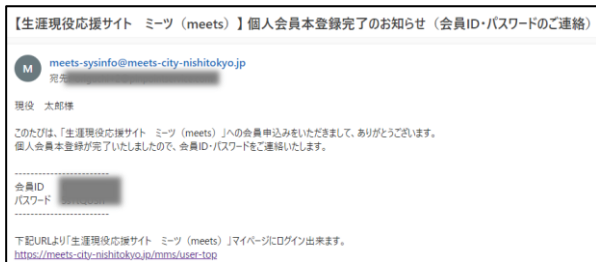 【生涯現役応援サイト　ミーツ（meets）】個人会員本登録完了のお知らせ（会員ID・パスワードのご連絡）
M
meets-sysinfo@meets-city-nishitokyo.jp
宛先
現役　太郎様
このたびは、「生涯現役応援サイト　ミーツ（meets）」への会員申込みをいただきまして、ありがとうございます。
個人会員本登録が完了いたしましたので、会員ID・パスワードをご連絡いたします。
------------------------
会員ID
パスワード
------------------------
下記URLより「生涯現役応援サイト　ミーツ（meets）」マイページにログイン出来ます。
https://meets-city-nishitokyo.jp/mms/user-top